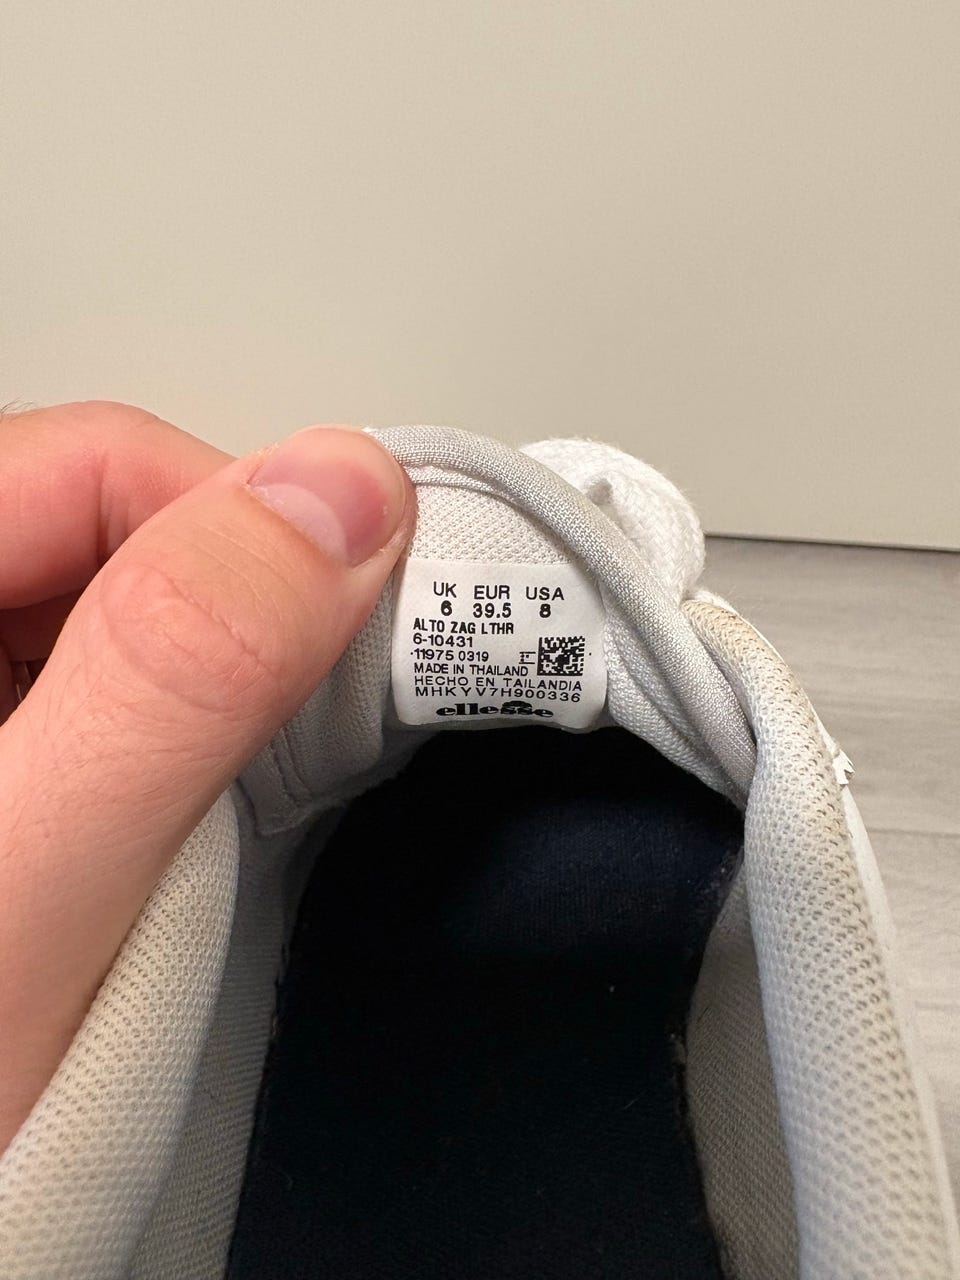 UK EUR USA
6 39.5 8
ALTO ZAG LTHR
6-10431
11975 0319
MADE IN THAILAND
HECHO EN TAILANDIA
MHKYV7H900336
ellesse